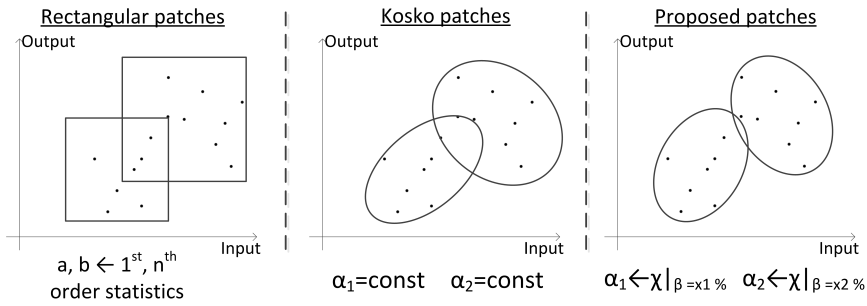 Rectangular patches
Output
Input
a, b ← 1st, nth
order statistics
Kosko patches
Output
Input
α1=const α2=const
Proposed patches
Output
Input
α1←χ|β =x1 % α2←χ|β =x2 %